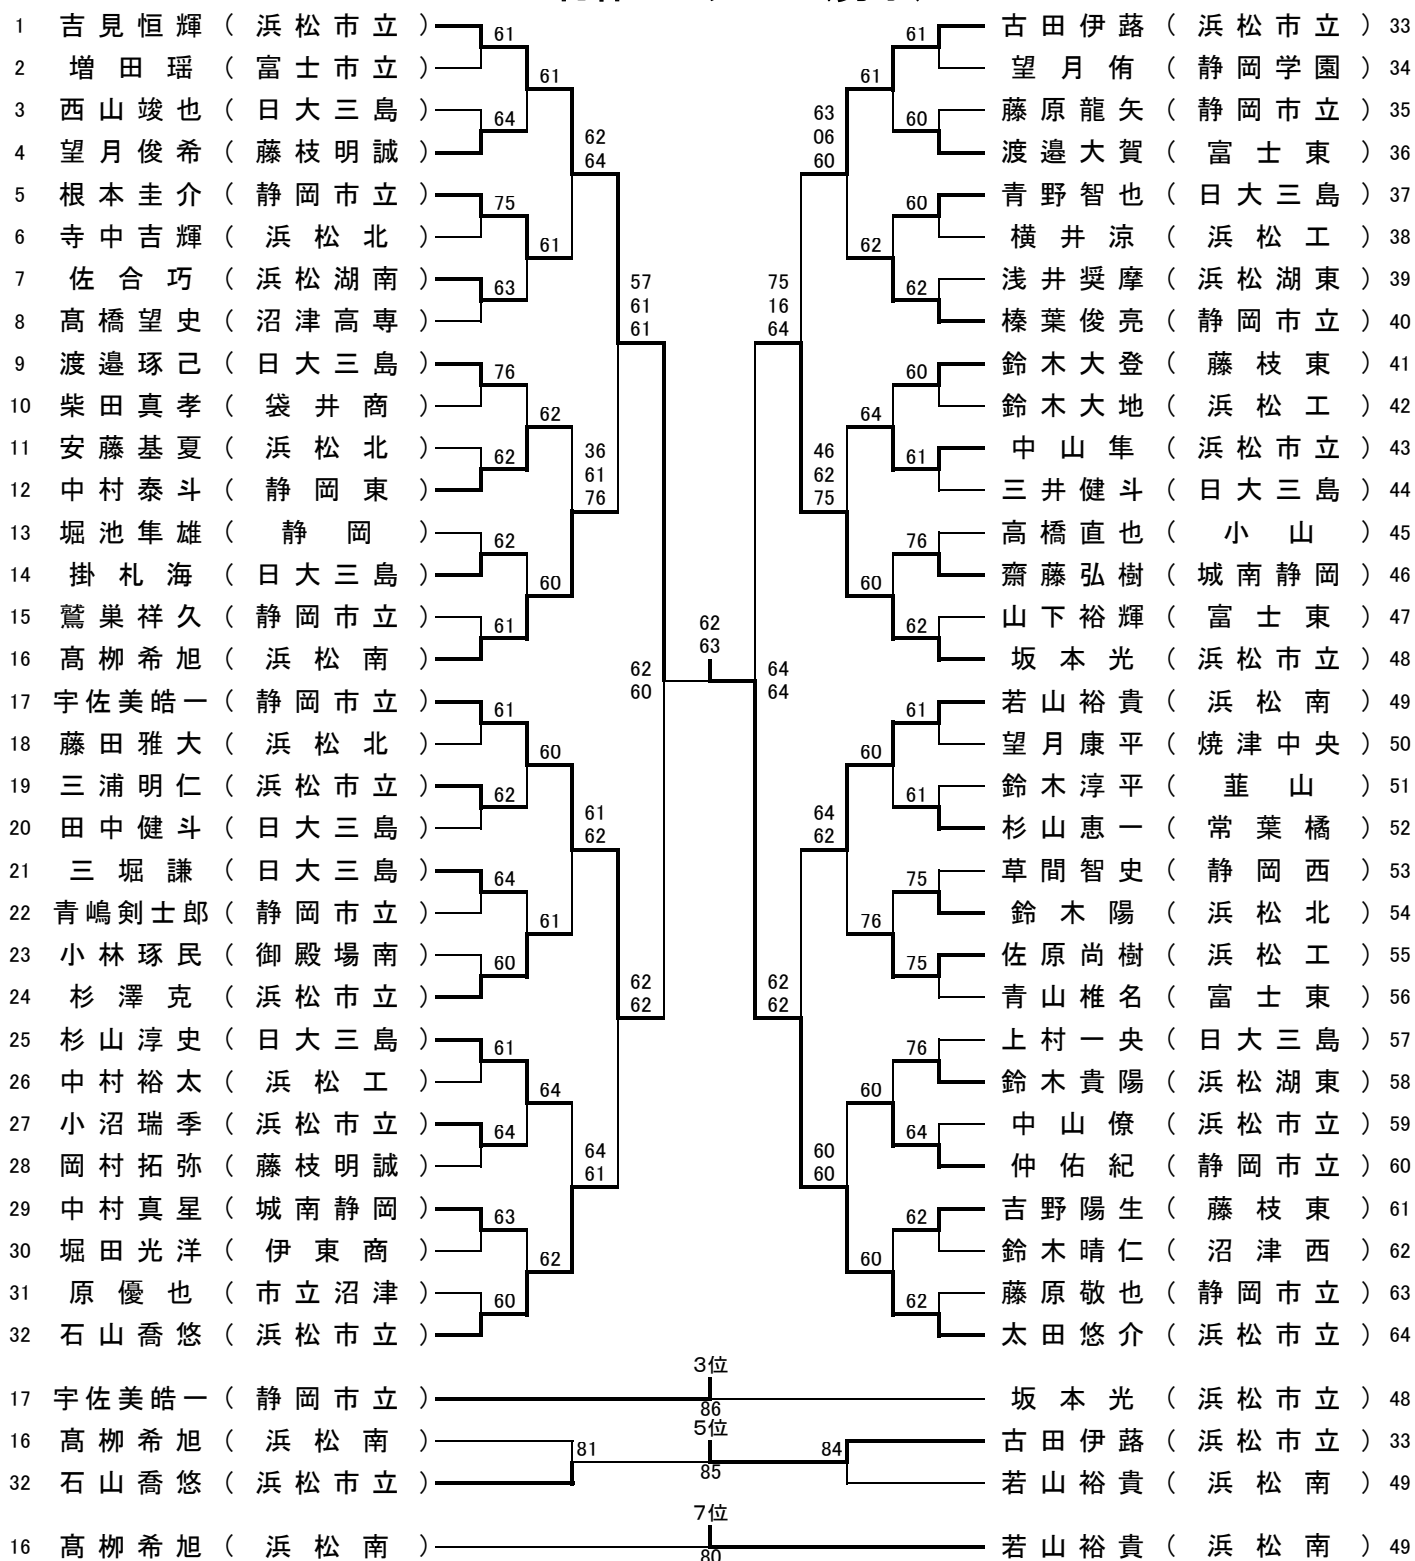 1 吉見恒輝 ( 浜松市立 )
2 増田瑶 ( 富士市立 )
3 西山竣也 ( 日大三島 )
4 望月俊希 ( 藤枝明誠 )
5 根本圭介 ( 静岡市立 )
6 寺中吉輝 ( 浜松北 )
7 佐合巧 ( 浜松湖南 )
8 髙橋望史 ( 沼津高専 )
9 渡邉琢己 ( 日大三島 )
10 柴田真孝 ( 袋井商 )
11 安藤基夏 ( 浜松北 )
12 中村泰斗 ( 静岡東 )
13 堀池隼雄 ( 静岡 )
14 掛札海 ( 日大三島 )
15 鷲巣祥久 ( 静岡市立 )
16 髙栁希旭 ( 浜松南 )
17 宇佐美皓一 ( 静岡市立 )
18 藤田雅大 ( 浜松北 )
19 三浦明仁 ( 浜松市立 )
20 田中健斗 ( 日大三島 )
21 三堀謙 ( 日大三島 )
22 青嶋剣士郎 ( 静岡市立 )
23 小林琢民 ( 御殿場南 )
24 杉澤克 ( 浜松市立 )
25 杉山淳史 ( 日大三島 )
26 中村裕太 ( 浜松工 )
27 小沼瑞季 ( 浜松市立 )
28 岡村拓弥 ( 藤枝明誠 )
29 中村真星 ( 城南静岡 )
30 堀田光洋 ( 伊東商 )
31 原優也 ( 市立沼津 )
32 石山喬悠 ( 浜松市立 )
61
64
75
63
76
62
62
61
61
62
64
60
61
64
63
60
61
61
62
60
60
61
64
62
62
64
36
61
76
61
62
64
61
57
61
61
62
62
62
60
62
63
64
64
75
16
64
62
62
63
06
60
46
62
75
64
62
60
60
61
62
64
60
60
76
60
60
61
60
60
62
60
61
76
62
61
61
75
75
76
64
62
62
古田伊蕗 ( 浜松市立 ) 33
望月侑 ( 静岡学園 ) 34
藤原龍矢 ( 静岡市立 ) 35
渡邉大賀 ( 富士東 ) 36
青野智也 ( 日大三島 ) 37
横井涼 ( 浜松工 ) 38
浅井奨摩 ( 浜松湖東 ) 39
榛葉俊亮 ( 静岡市立 ) 40
鈴木大登 ( 藤枝東 ) 41
鈴木大地 ( 浜松工 ) 42
中山隼 ( 浜松市立 ) 43
三井健斗 ( 日大三島 ) 44
高橋直也 ( 小山 ) 45
齋藤弘樹 ( 城南静岡 ) 46
山下裕輝 ( 富士東 ) 47
坂本光 ( 浜松市立 ) 48
若山裕貴 ( 浜松南 ) 49
望月康平 ( 焼津中央 ) 50
鈴木淳平 ( 韮山 ) 51
杉山恵一 ( 常葉橘 ) 52
草間智史 ( 静岡西 ) 53
鈴木陽 ( 浜松北 ) 54
佐原尚樹 ( 浜松工 ) 55
青山椎名 ( 富士東 ) 56
上村一央 ( 日大三島 ) 57
鈴木貴陽 ( 浜松湖東 ) 58
中山僚 ( 浜松市立 ) 59
仲佑紀 ( 静岡市立 ) 60
吉野陽生 ( 藤枝東 ) 61
鈴木晴仁 ( 沼津西 ) 62
藤原敬也 ( 静岡市立 ) 63
太田悠介 ( 浜松市立 ) 64
3位
17 宇佐美皓一 ( 静岡市立 ) 86 坂本光 ( 浜松市立 ) 48
5位
16 髙栁希旭 ( 浜松南 ) 81 84 古田伊蕗 ( 浜松市立 ) 33
85
32 石山喬悠 ( 浜松市立 ) 若山裕貴 ( 浜松南 ) 49
7位
16 髙栁希旭 ( 浜松南 ) 80 若山裕貴 ( 浜松南 ) 49